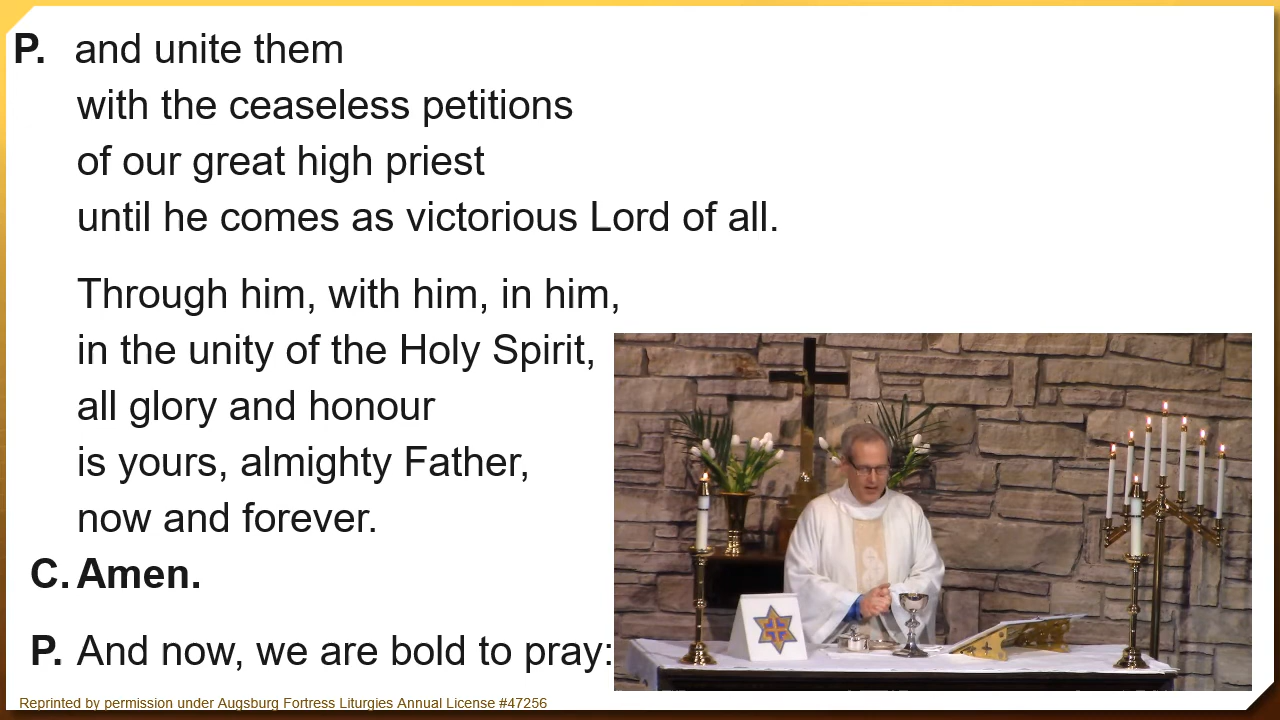 P. and unite them
with the ceaseless petitions
of our great high priest
until he comes as victorious Lord of all.
Through him, with him, in him,
in the unity of the Holy Spirit,
all glory and honour
is yours, almighty Father,
now and forever.
C. Amen.
P. And now, we are bold to pray:
Reprinted by permission under Augsburg Fortress Liturgies Annual License #47256